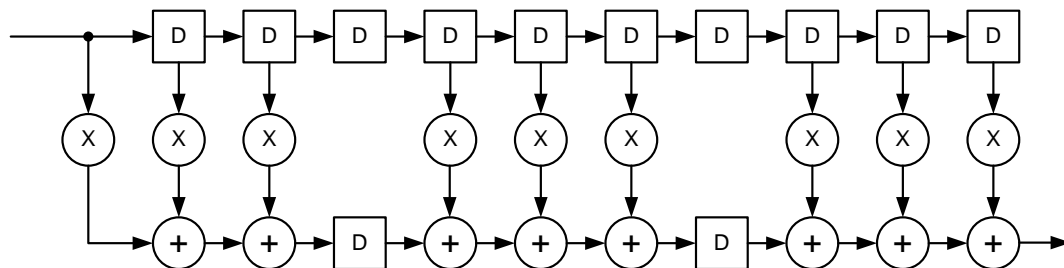 D D D D D D D D D D
X X X X X X X X X
+ + D + + + D + + +